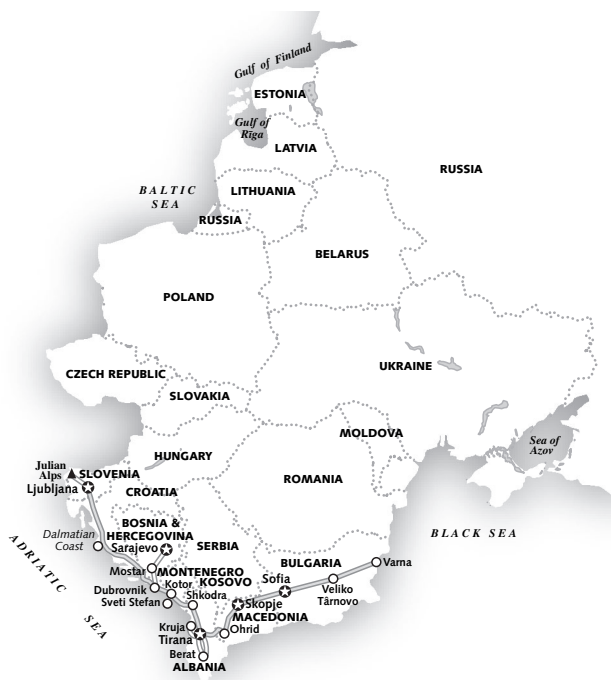 Gulf of Finland
ESTONIA
Gulf of
Rīga
LATVIA
RUSSIA
BALTIC
SEA
LITHUANIA
RUSSIA
BELARUS
POLAND
UKRAINE
CZECH REPUBLIC
SLOVAKIA
MOLDOVA
Sea of
Azov
HUNGARY
Julian
Alps
SLOVENIA
Ljubljana
ROMANIA
CROATIA
BOSNIA &
HERCEGOVINA
Sarajevo
Dalmatian
Coast
SERBIA
BLACK SEA
ADRIATIC
SEA
Mostar
MONTENEGRO
KOSOVO
BULGARIA
Varna
Kotor
Sofia
Dubrovnik
Shkodra
Veliko
Târnovo
Sveti Stefan
Skopje
MACEDONIA
Kruja
Tirana
Ohrid
Berat
ALBANIA